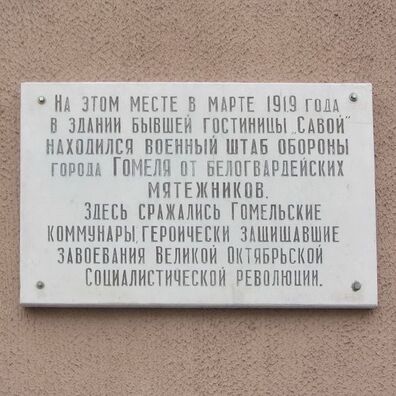 На этом месте в марте 1919 года
в здании бывшей гостиницы „Савой"
находился военный штаб обороны
города Гомеля от белогвардейских
мятежников.
Здесь сражались Гомельские
коммунары, героически защищавшие
завоевания Великой Октябрьской
Социалистической революции.